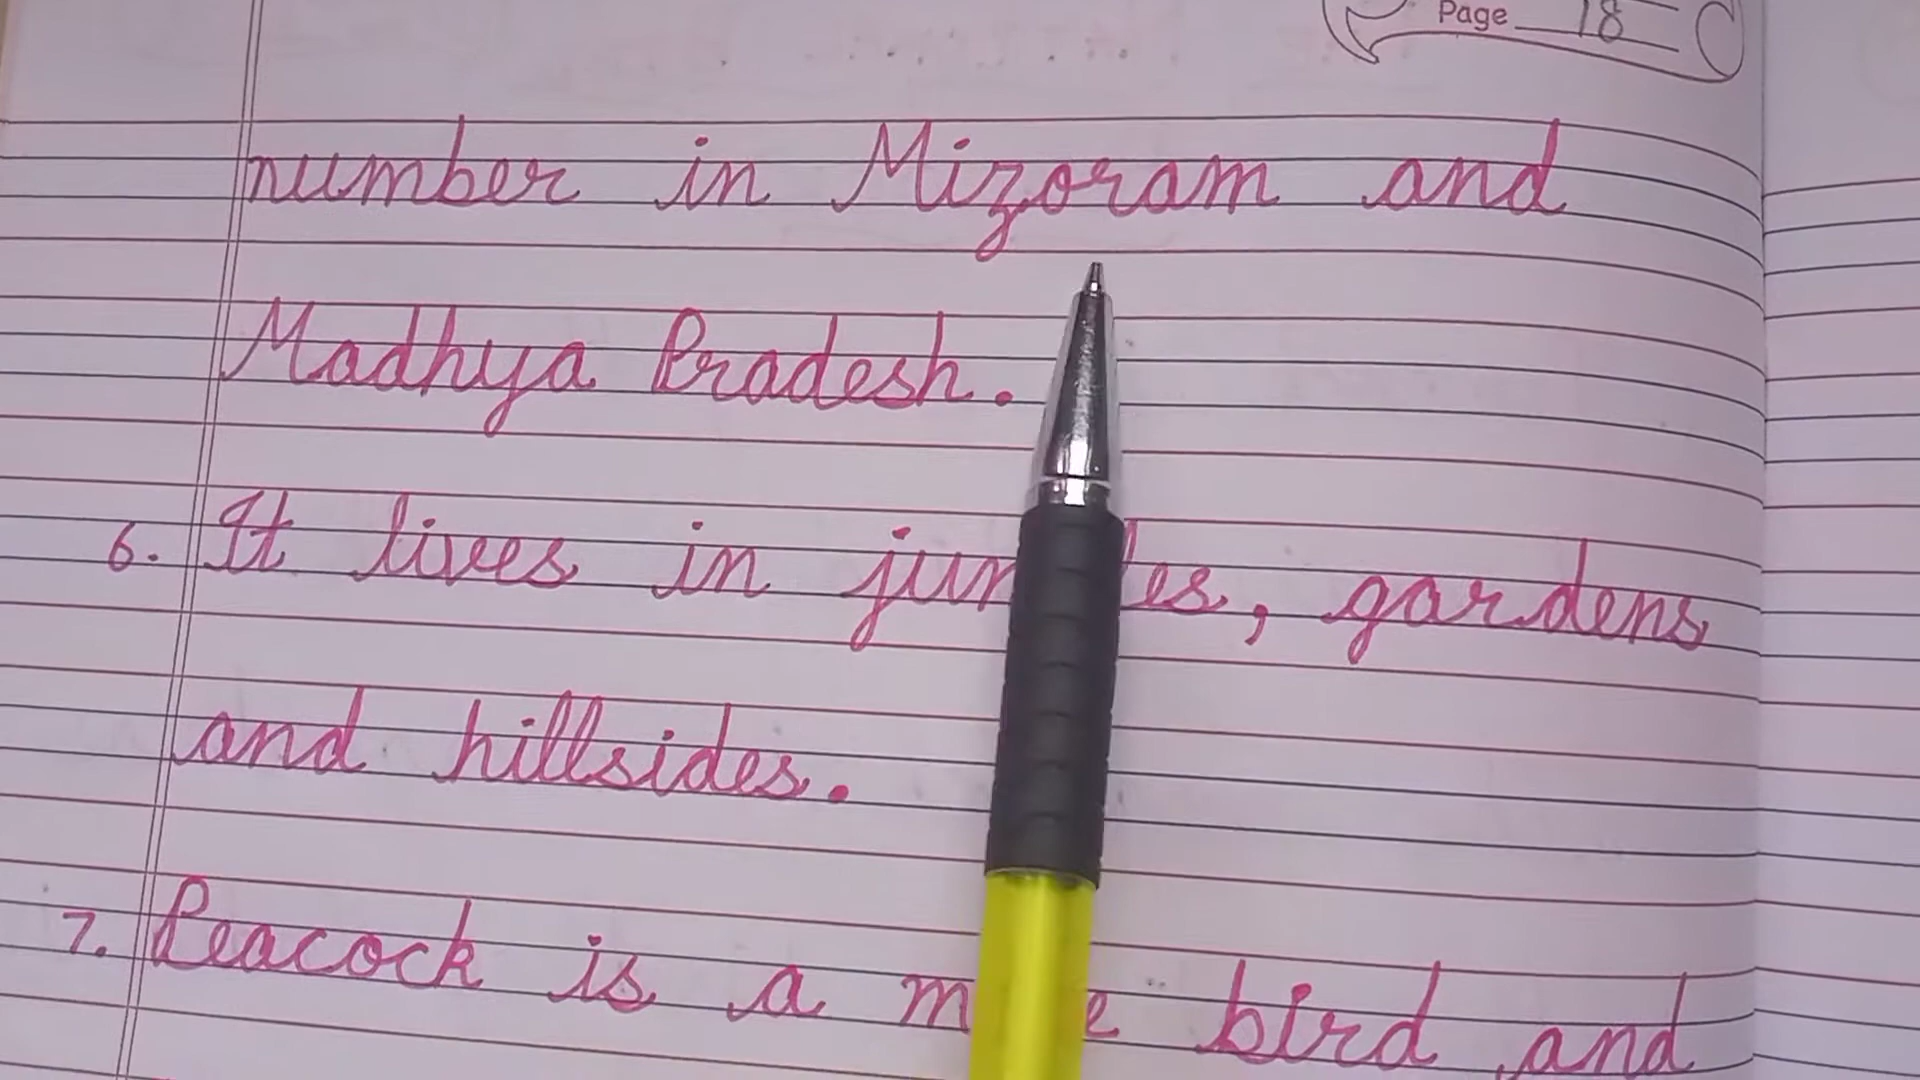 Page 18
number in Mizoram and
Madhya Pradesh.
6. It lives in , gardens
and hillsides.
7. Peacock is a bird and